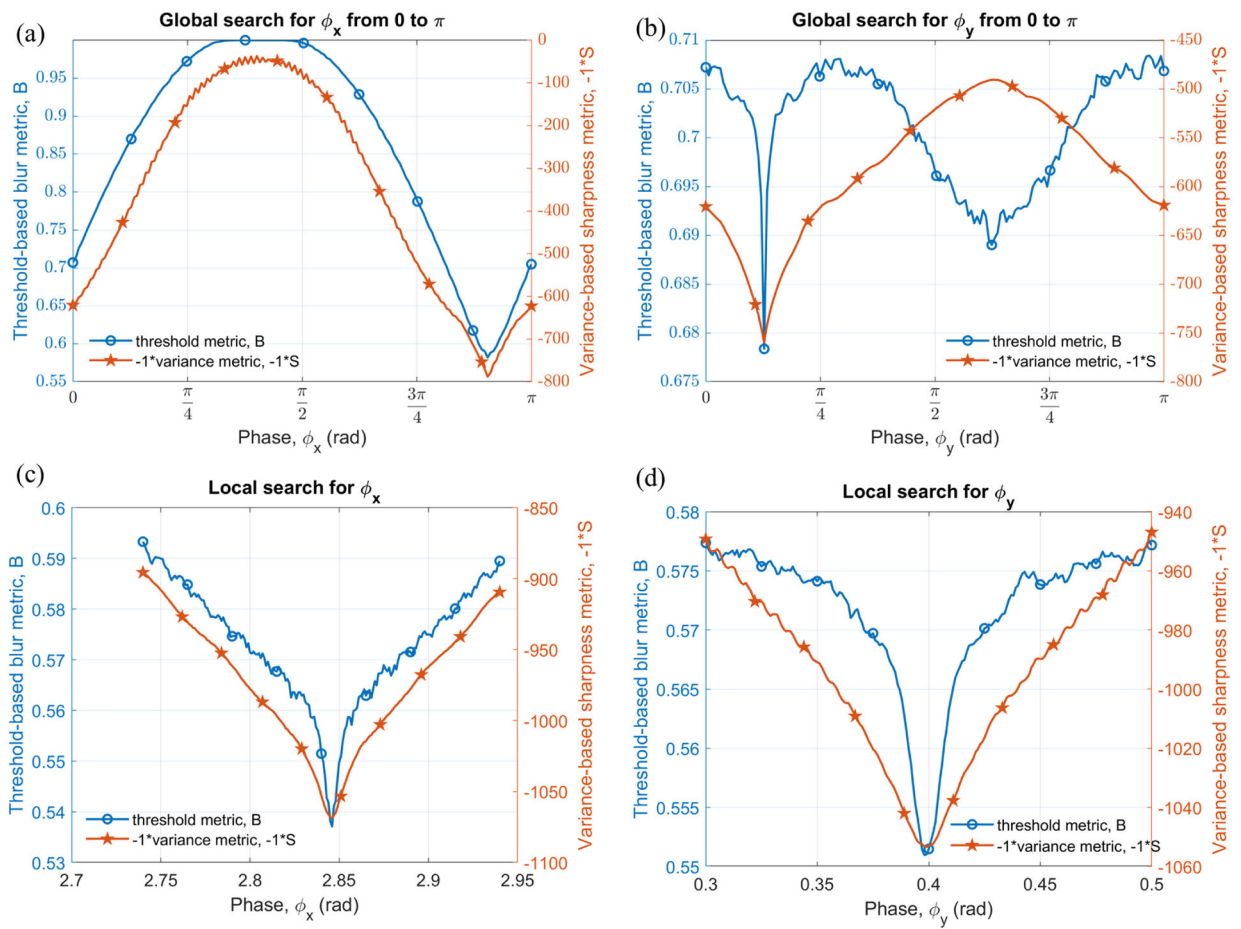 (a)
Global search for ϕx from 0 to π
Threshold-based blur metric, B
0.95
0.9
0.85
0.8
0.75
0.7
0.65
0.6
0.55
0
-100
-200
-300
-400
-500
-600
-700
-800
Variance-based sharpness metric, -1*S
threshold metric, B
-1*variance metric, -1*S
0
π/4
π/2
3π/4
π
Phase, ϕx (rad)
(b)
Global search for ϕy from 0 to π
Threshold-based blur metric, B
0.71
0.705
0.7
0.695
0.69
0.685
0.68
0.675
-450
-500
-550
-600
-650
-700
-750
-800
Variance-based sharpness metric, -1*S
threshold metric, B
-1*variance metric, -1*S
0
π/4
π/2
3π/4
π
Phase, ϕy (rad)
(c)
Local search for ϕx
Threshold-based blur metric, B
0.6
0.59
0.58
0.57
0.56
0.55
0.54
0.53
-850
-900
-950
-1000
-1050
-1100
Variance-based sharpness metric, -1*S
threshold metric, B
-1*variance metric, -1*S
2.7
2.75
2.8
2.85
2.9
2.95
Phase, ϕx (rad)
(d)
Local search for ϕy
Threshold-based blur metric, B
0.58
0.575
0.57
0.565
0.56
0.555
0.55
-940
-960
-980
-1000
-1020
-1040
-1060
Variance-based sharpness metric, -1*S
threshold metric, B
-1*variance metric, -1*S
0.3
0.35
0.4
0.45
0.5
Phase, ϕy (rad)